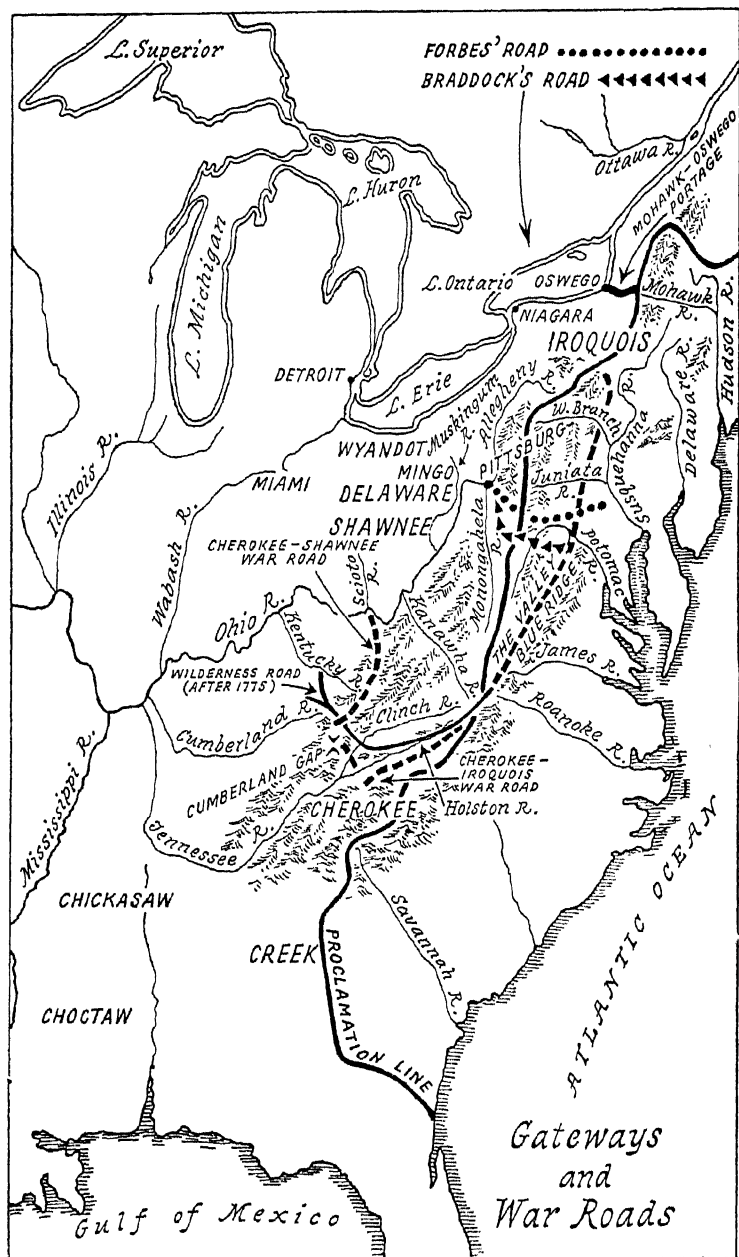 L. Superior
FORBES' ROAD
BRADDOCK'S ROAD
Ottawa R.
MOHAWK-OSWEGO
PORTAGE
L. Huron
L. Michigan
L. Ontario
OSWEGO
Mohawk
R.
NIAGARA
IROQUOIS
Hudson R.
DETROIT
L. Erie
Allegheny
R.
Muskingum
R.
W. Branch
Susquehanna
R.
Delaware R.
WYANDOT
MINGO
DELAWARE
SHAWNEE
PITTSBURG
Juniata
R.
Illinois R.
MIAMI
Wabash R.
CHEROKEE-SHAWNEE
WAR ROAD
Scioto
R.
Monongahela
R.
Potomac
R.
THE VALLEY
BLUE RIDGE
Ohio R.
Kentucky R.
Kanawha R.
James R.
WILDERNESS ROAD
(AFTER 1775)
Clinch R.
Roanoke R.
Cumberland R.
CUMBERLAND GAP
CHEROKEE-
IROQUOIS
WAR ROAD
CHEROKEE
Holston R.
Mississippi R.
Tennessee
R.
CHICKASAW
Savannah R.
CREEK
PROCLAMATION LINE
CHOCTAW
ATLANTIC OCEAN
Gateways
and
War Roads
Gulf of Mexico